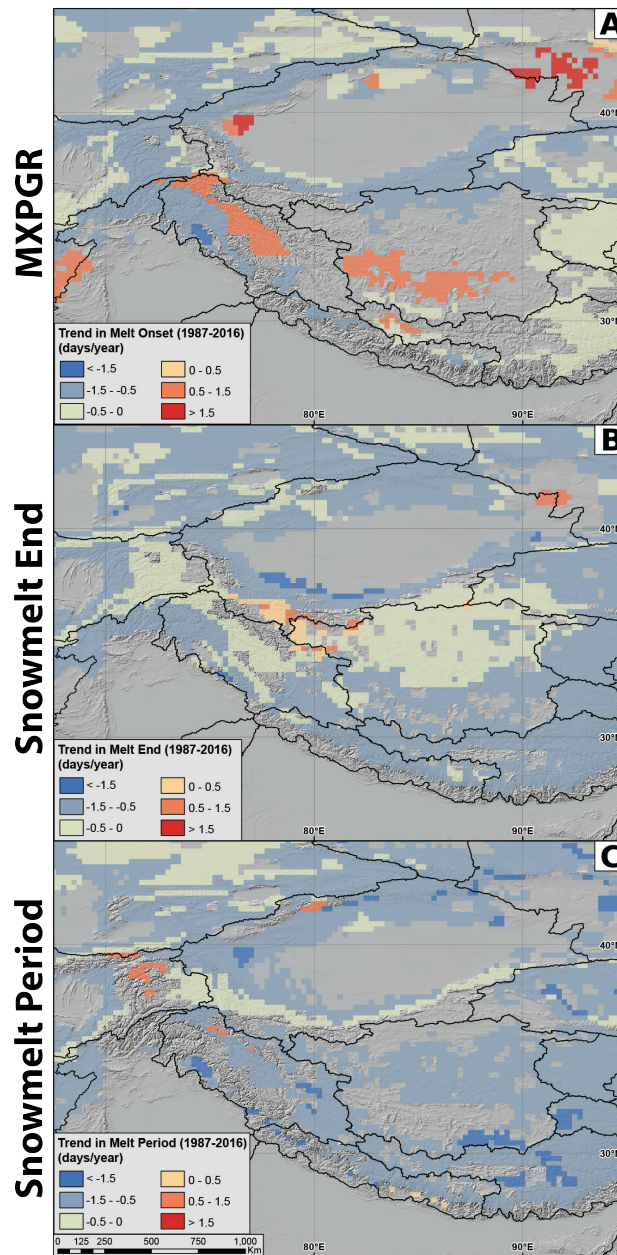 A
MXPGR
40°N
30°N
Trend in Melt Onset (1987-2016)
(days/year)
< -1.5
0 - 0.5
-1.5 - -0.5
0.5 - 1.5
-0.5 - 0
> 1.5
80°E
90°E
B
Snowmelt End
40°N
30°N
Trend in Melt End (1987-2016)
(days/year)
< -1.5
0 - 0.5
-1.5 - -0.5
0.5 - 1.5
-0.5 - 0
> 1.5
80°E
90°E
C
Snowmelt Period
40°N
30°N
Trend in Melt Period (1987-2016)
(days/year)
< -1.5
0 - 0.5
-1.5 - -0.5
0.5 - 1.5
-0.5 - 0
> 1.5
80°E
90°E
0 125 250 500 750 1,000
Km